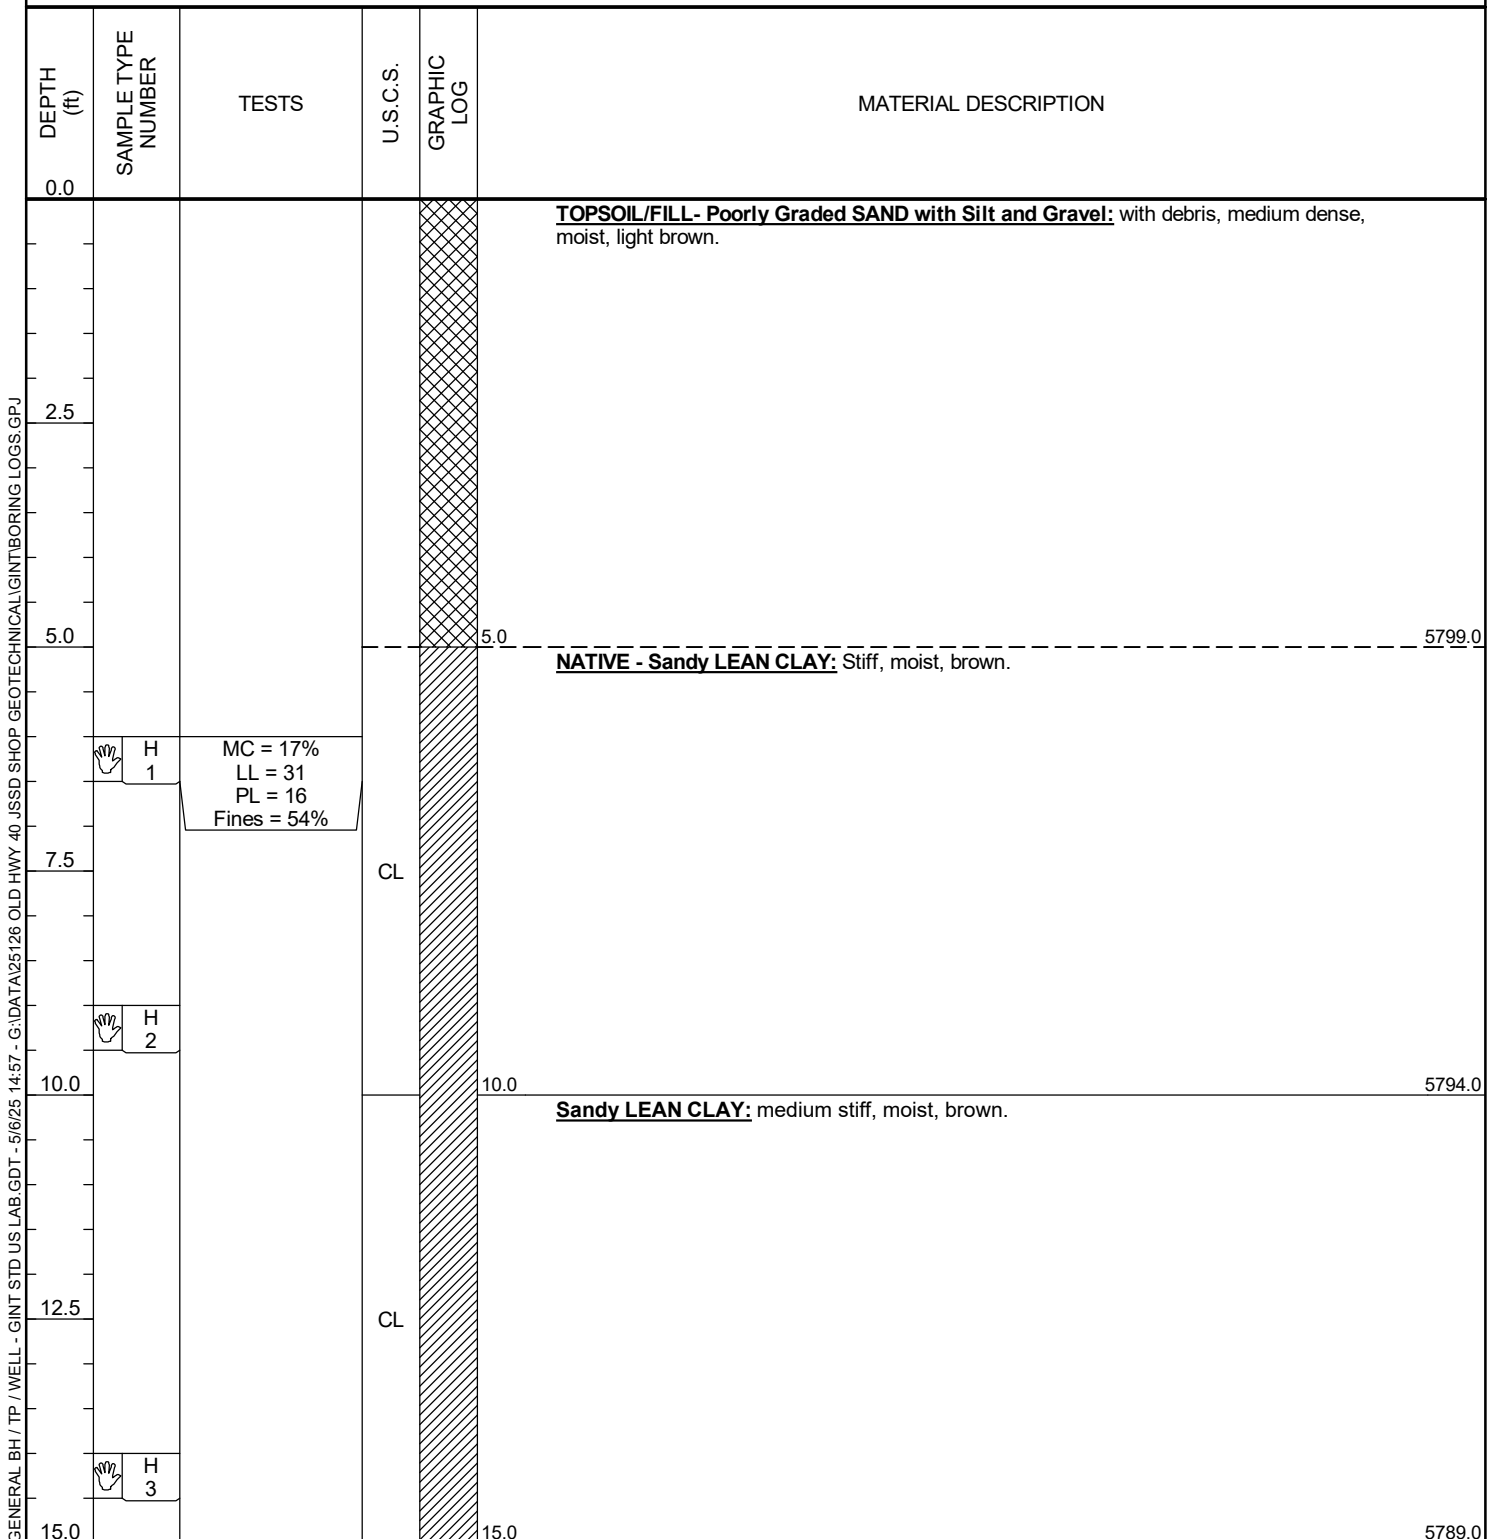 DEPTH
(ft)
SAMPLE TYPE
NUMBER
TESTS
U.S.C.S.
GRAPHIC
LOG
MATERIAL DESCRIPTION
0.0
TOPSOIL/FILL- Poorly Graded SAND with Silt and Gravel: with debris, medium dense,
moist, light brown.
2.5
5.0
5.0
5799.0
NATIVE - Sandy LEAN CLAY: Stiff, moist, brown.
H
1
MC = 17%
LL = 31
PL = 16
Fines = 54%
7.5
CL
H
2
10.0
10.0
5794.0
Sandy LEAN CLAY: medium stiff, moist, brown.
12.5
CL
H
3
15.0
15.0
5789.0
GENERAL BH / TP / WELL - GINT STD US LAB.GDT - 5/6/25 14:57 - G:\DATA\25126 OLD HWY 40 JSSD SHOP GEOTECHNICAL\GINT\BORING LOGS.GPJ